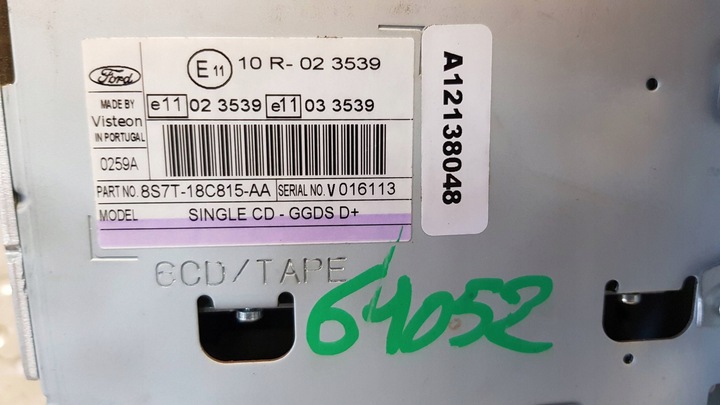 Ford
E 11 10 R- 02 3539
MADE BY
Visteon
IN PORTUGAL
e11 02 3539 e11 03 3539
0259A
PART NO. 8S7T-18C815-AA SERIAL NO. V 016113
MODEL SINGLE CD - GGDS D+
A12138048
6CD/TAPE
64052